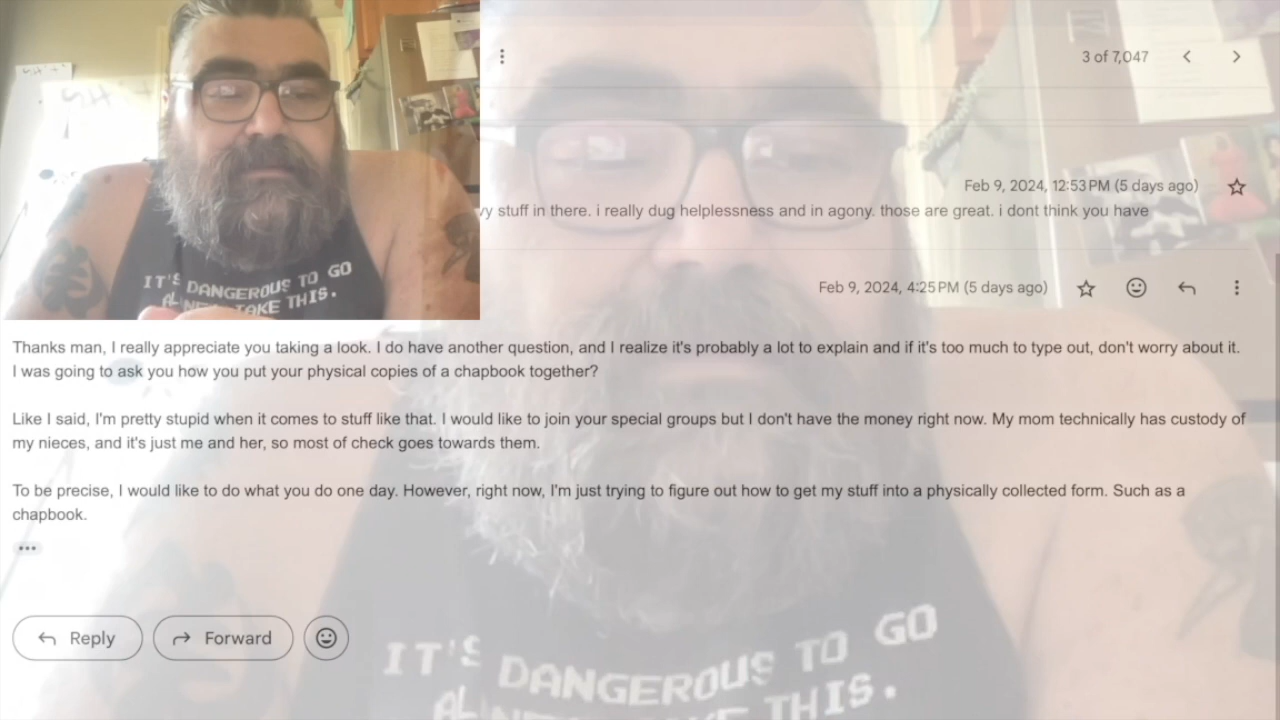 3 of 7,047
Feb 9, 2024, 12:53 PM (5 days ago)
stuff in there. i really dug helplessness and in agony. those are great. i dont think you have
IT'S DANGEROUS TO GO
TAKE THIS.
Feb 9, 2024, 4:25 PM (5 days ago)
Thanks man, I really appreciate you taking a look. I do have another question, and I realize it's probably a lot to explain and if it's too much to type out, don't worry about it.
I was going to ask you how you put your physical copies of a chapbook together?
Like I said, I'm pretty stupid when it comes to stuff like that. I would like to join your special groups but I don't have the money right now. My mom technically has custody of
my nieces, and it's just me and her, so most of check goes towards them.
To be precise, I would like to do what you do one day. However, right now, I'm just trying to figure out how to get my stuff into a physically collected form. Such as a
chapbook.
Reply Forward
IT'S DANGEROUS TO GO
THIS.